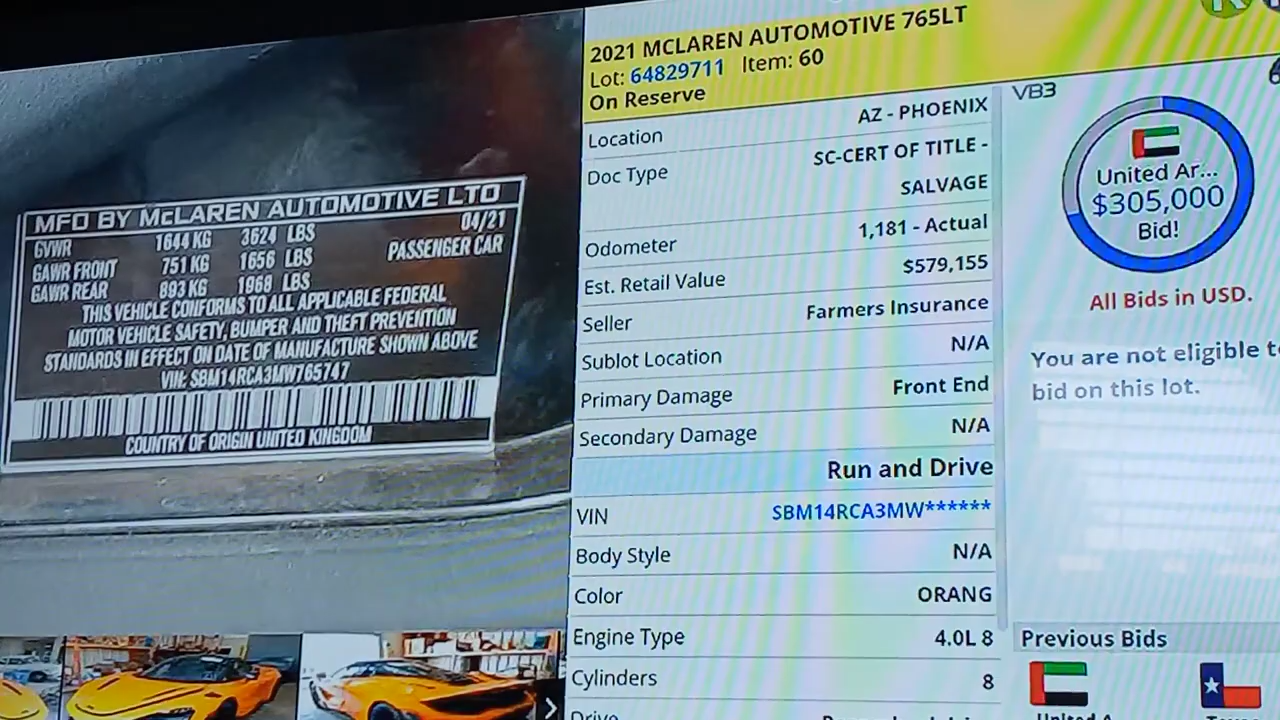 MFD BY McLAREN AUTOMOTIVE LTD
04/21
GVWR 1644 KG 3624 LBS
GAWR FRONT 751 KG 1656 LBS PASSENGER CAR
GAWR REAR 893 KG 1968 LBS
THIS VEHICLE CONFORMS TO ALL APPLICABLE FEDERAL
MOTOR VEHICLE SAFETY, BUMPER AND THEFT PREVENTION
STANDARDS IN EFFECT ON DATE OF MANUFACTURE SHOWN ABOVE
VIN: SBM14RCA3MW765747
COUNTRY OF ORIGIN UNITED KINGDOM
2021 MCLAREN AUTOMOTIVE 765LT
Lot: 64829711 Item: 60
On Reserve
Location AZ - PHOENIX
Doc Type SC-CERT OF TITLE -
SALVAGE
Odometer 1,181 - Actual
Est. Retail Value $579,155
Seller Farmers Insurance
Sublot Location N/A
Primary Damage Front End
Secondary Damage N/A
Run and Drive
VIN SBM14RCA3MW******
Body Style N/A
Color ORANG
Engine Type 4.0L 8
Cylinders 8
Drive
VB3
United Ar...
$305,000
Bid!
All Bids in USD.
You are not eligible to
bid on this lot.
Previous Bids